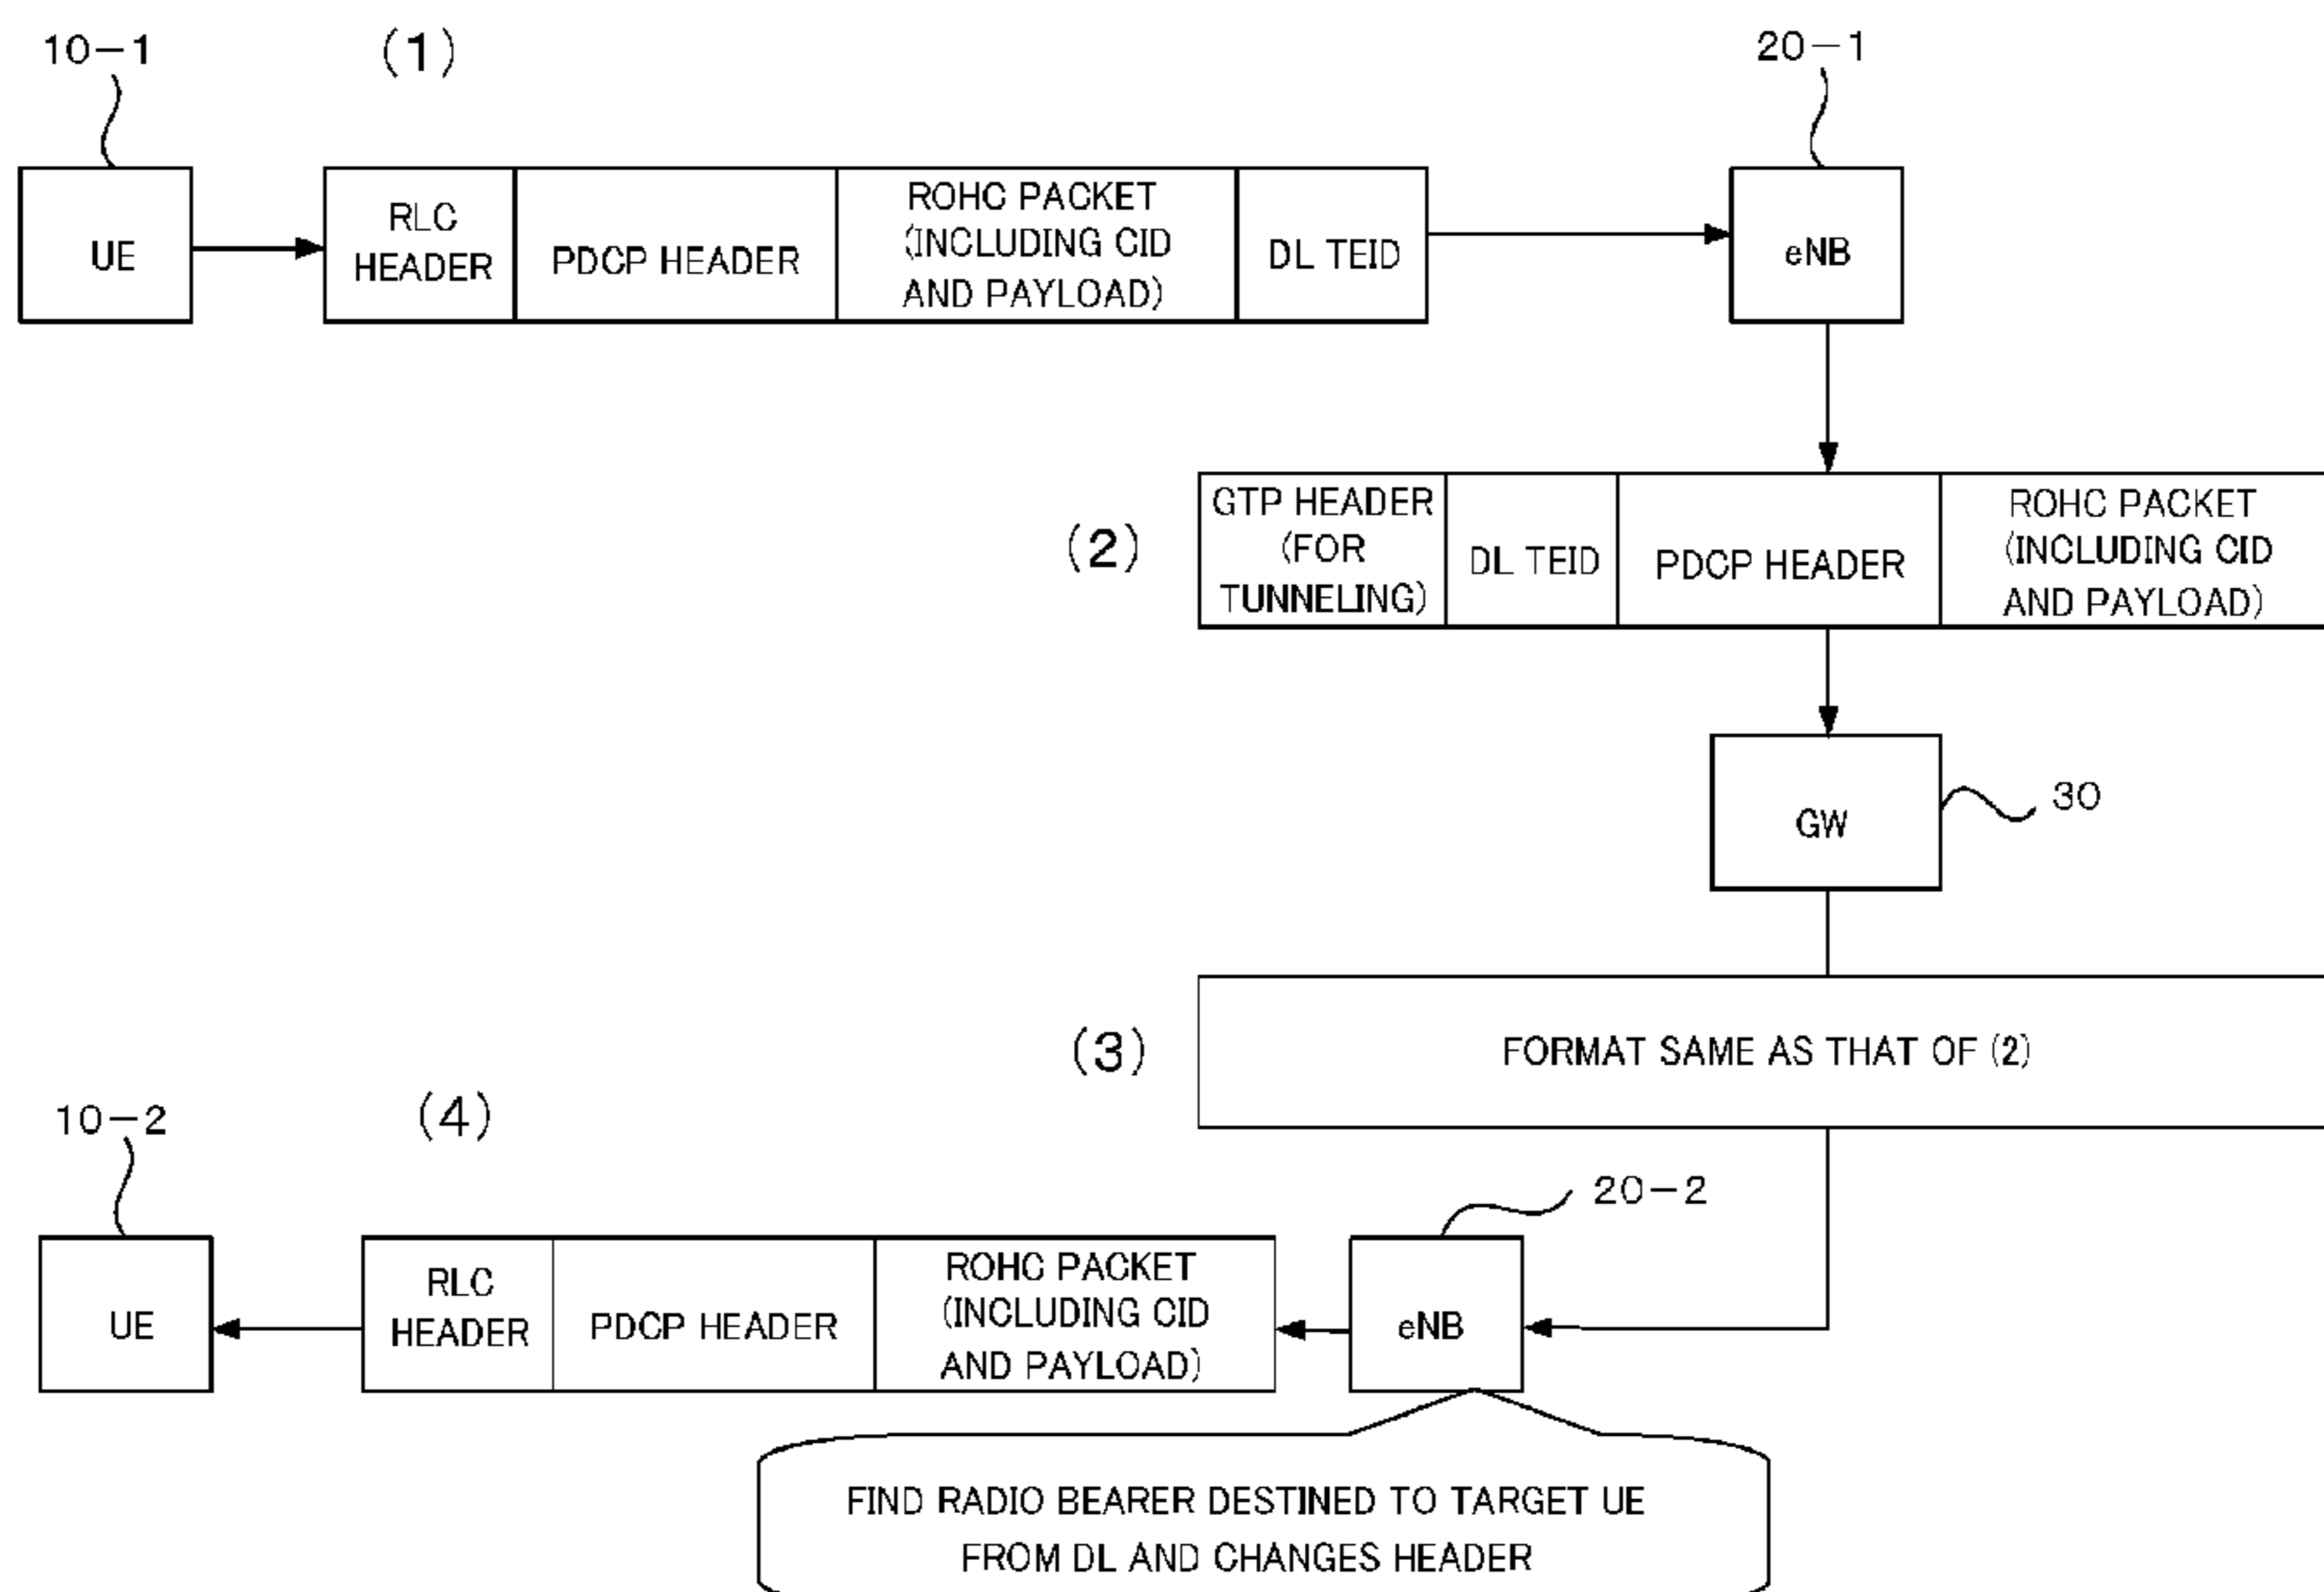 10-1
(1)
20-1
UE
RLC
HEADER
PDCP HEADER
ROHC PACKET
(INCLUDING CID
AND PAYLOAD)
DL TEID
eNB
(2)
GTP HEADER
(FOR
TUNNELING)
DL TEID
PDCP HEADER
ROHC PACKET
(INCLUDING CID
AND PAYLOAD)
GW
30
(3)
FORMAT SAME AS THAT OF (2)
10-2
(4)
20-2
UE
RLC
HEADER
PDCP HEADER
ROHC PACKET
(INCLUDING CID
AND PAYLOAD)
eNB
FIND RADIO BEARER DESTINED TO TARGET UE
FROM DL AND CHANGES HEADER